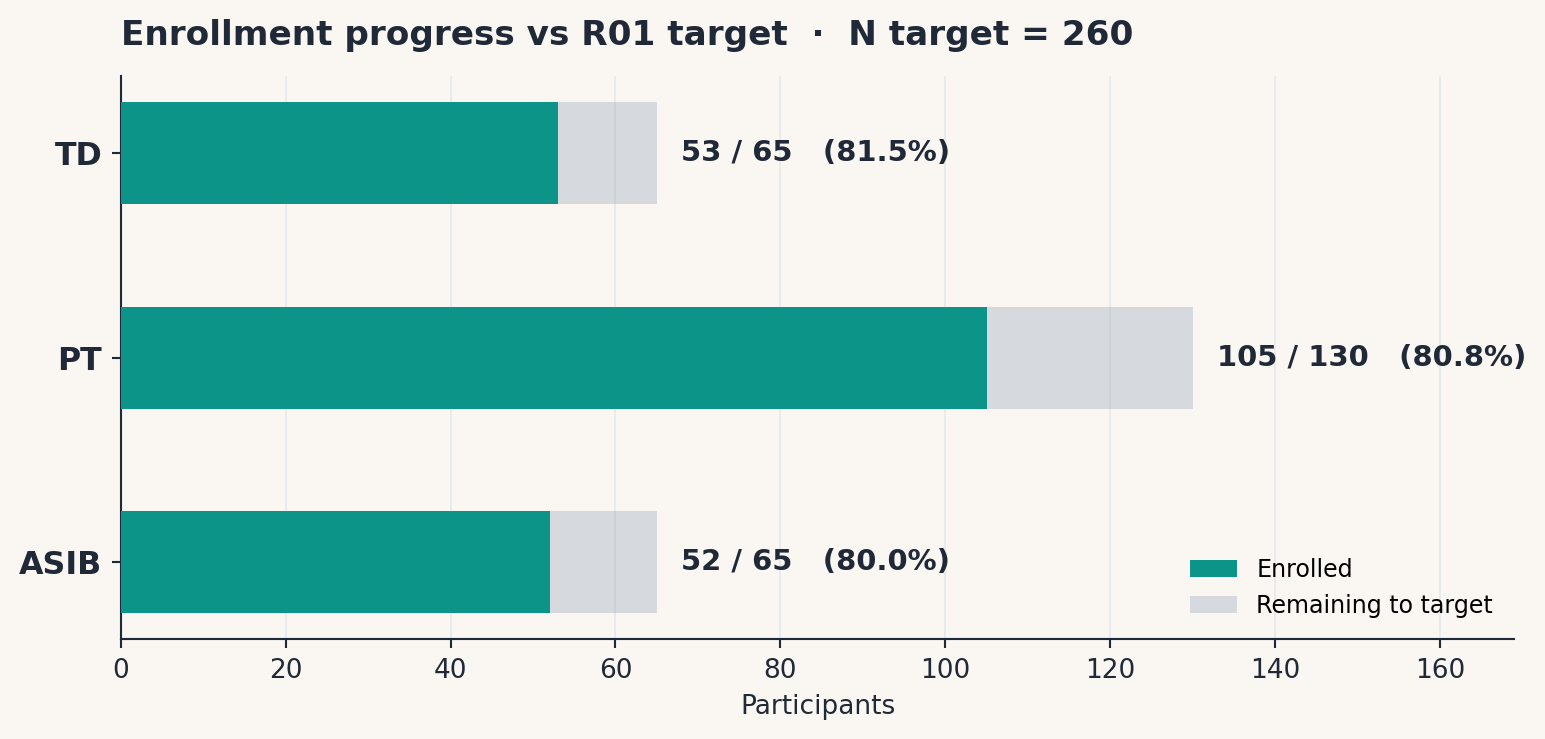 Enrollment progress vs R01 target · N target = 260
TD
53 / 65 (81.5%)
PT
105 / 130 (80.8%)
ASIB
52 / 65 (80.0%)
Enrolled
Remaining to target
0 20 40 60 80 100 120 140 160
Participants